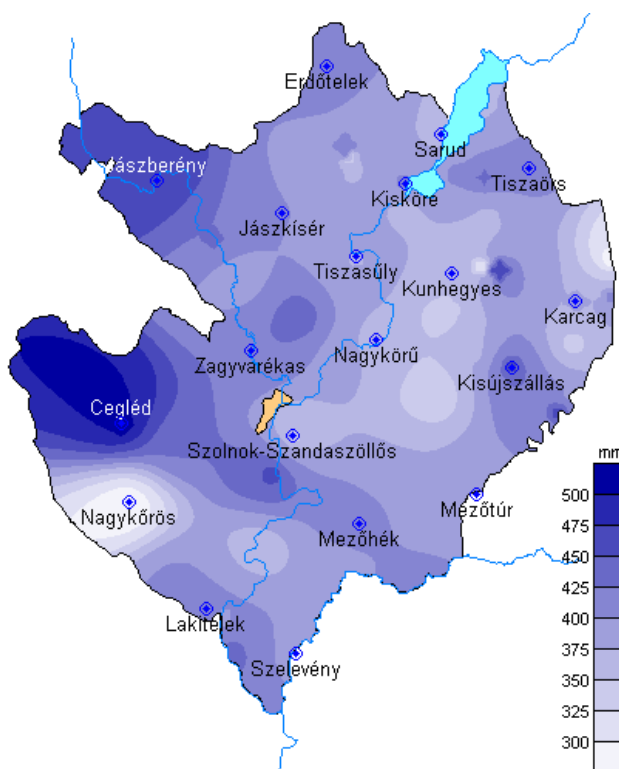 Erdőtelek
Sarud
Jászberény
Tiszaörs
Kisköre
Jászkísér
Tiszasűly
Kunhegyes
Karcag
Nagykörű
Zagyvarékas
Kisújszállás
Cegléd
Szolnok-Szandaszöllős
mm
500
Nagykőrös
Mezőtúr
475
Mezőhék
450
425
400
Lakitelek
375
Szelevény
350
325
300